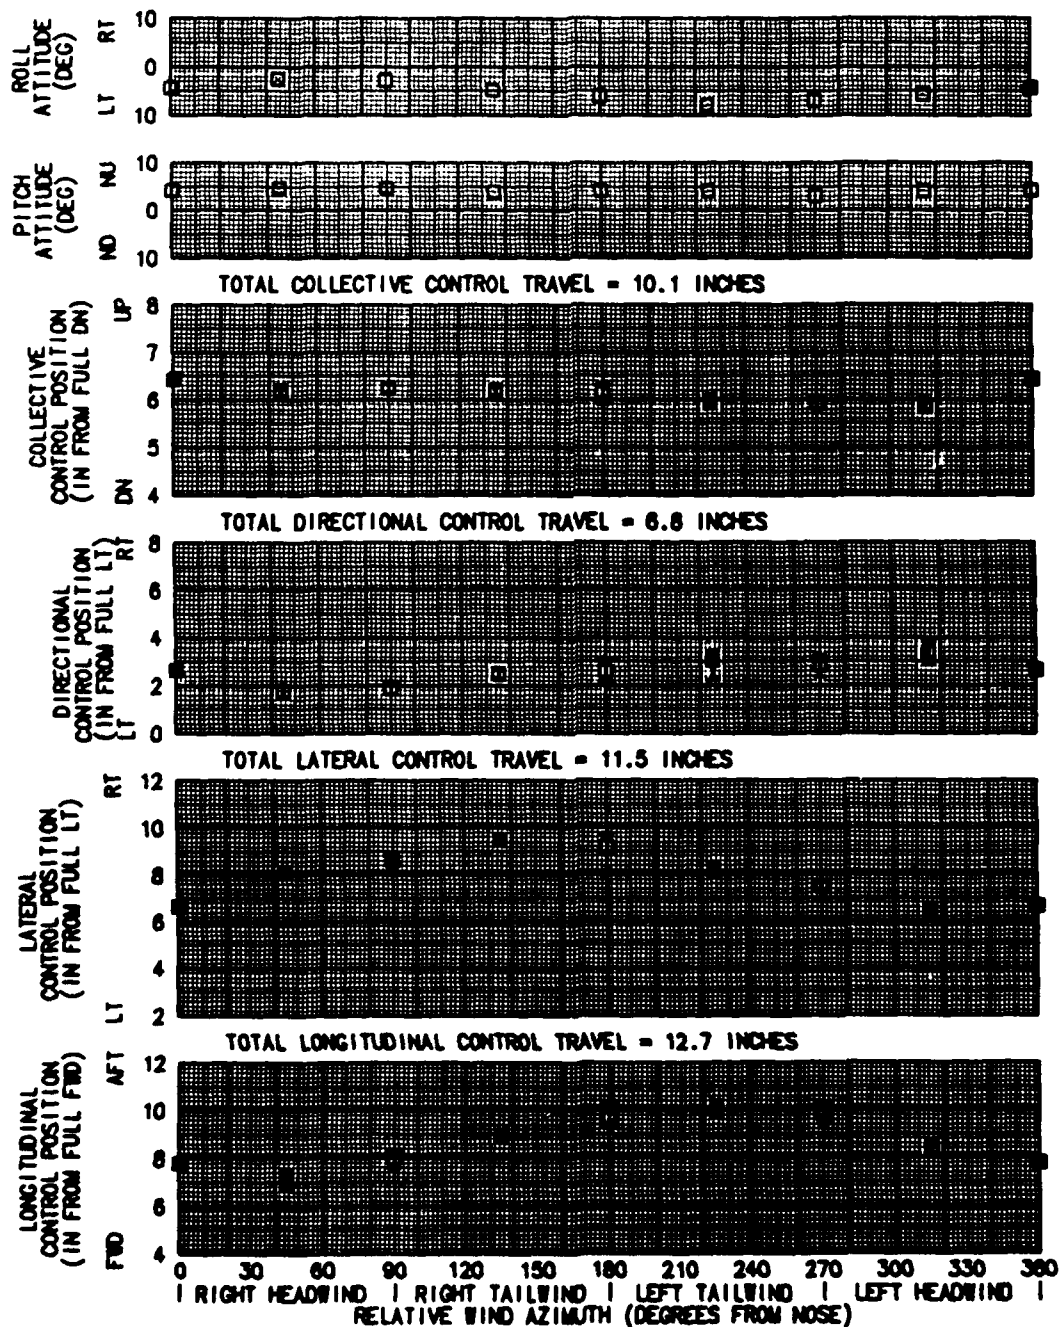 ROLL ATTITUDE (DEG)
LT RT
10
0
10
PITCH ATTITUDE (DEG)
ND NU
10
0
10
TOTAL COLLECTIVE CONTROL TRAVEL = 10.1 INCHES
COLLECTIVE CONTROL POSITION (IN FROM FULL DN)
DN UP
8
7
6
5
4
TOTAL DIRECTIONAL CONTROL TRAVEL = 6.8 INCHES
DIRECTIONAL CONTROL POSITION (IN FROM FULL LT)
LT RT
8
6
4
2
0
TOTAL LATERAL CONTROL TRAVEL = 11.5 INCHES
LATERAL CONTROL POSITION (IN FROM FULL LT)
LT RT
12
10
8
6
4
2
TOTAL LONGITUDINAL CONTROL TRAVEL = 12.7 INCHES
LONGITUDINAL CONTROL POSITION (IN FROM FULL FWD)
FWD AFT
12
10
8
6
4
0 30 60 90 120 150 180 210 240 270 300 330 360
| RIGHT HEADWIND | RIGHT TAILWIND | LEFT TAILWIND | LEFT HEADWIND |
RELATIVE WIND AZIMUTH (DEGREES FROM NOSE)